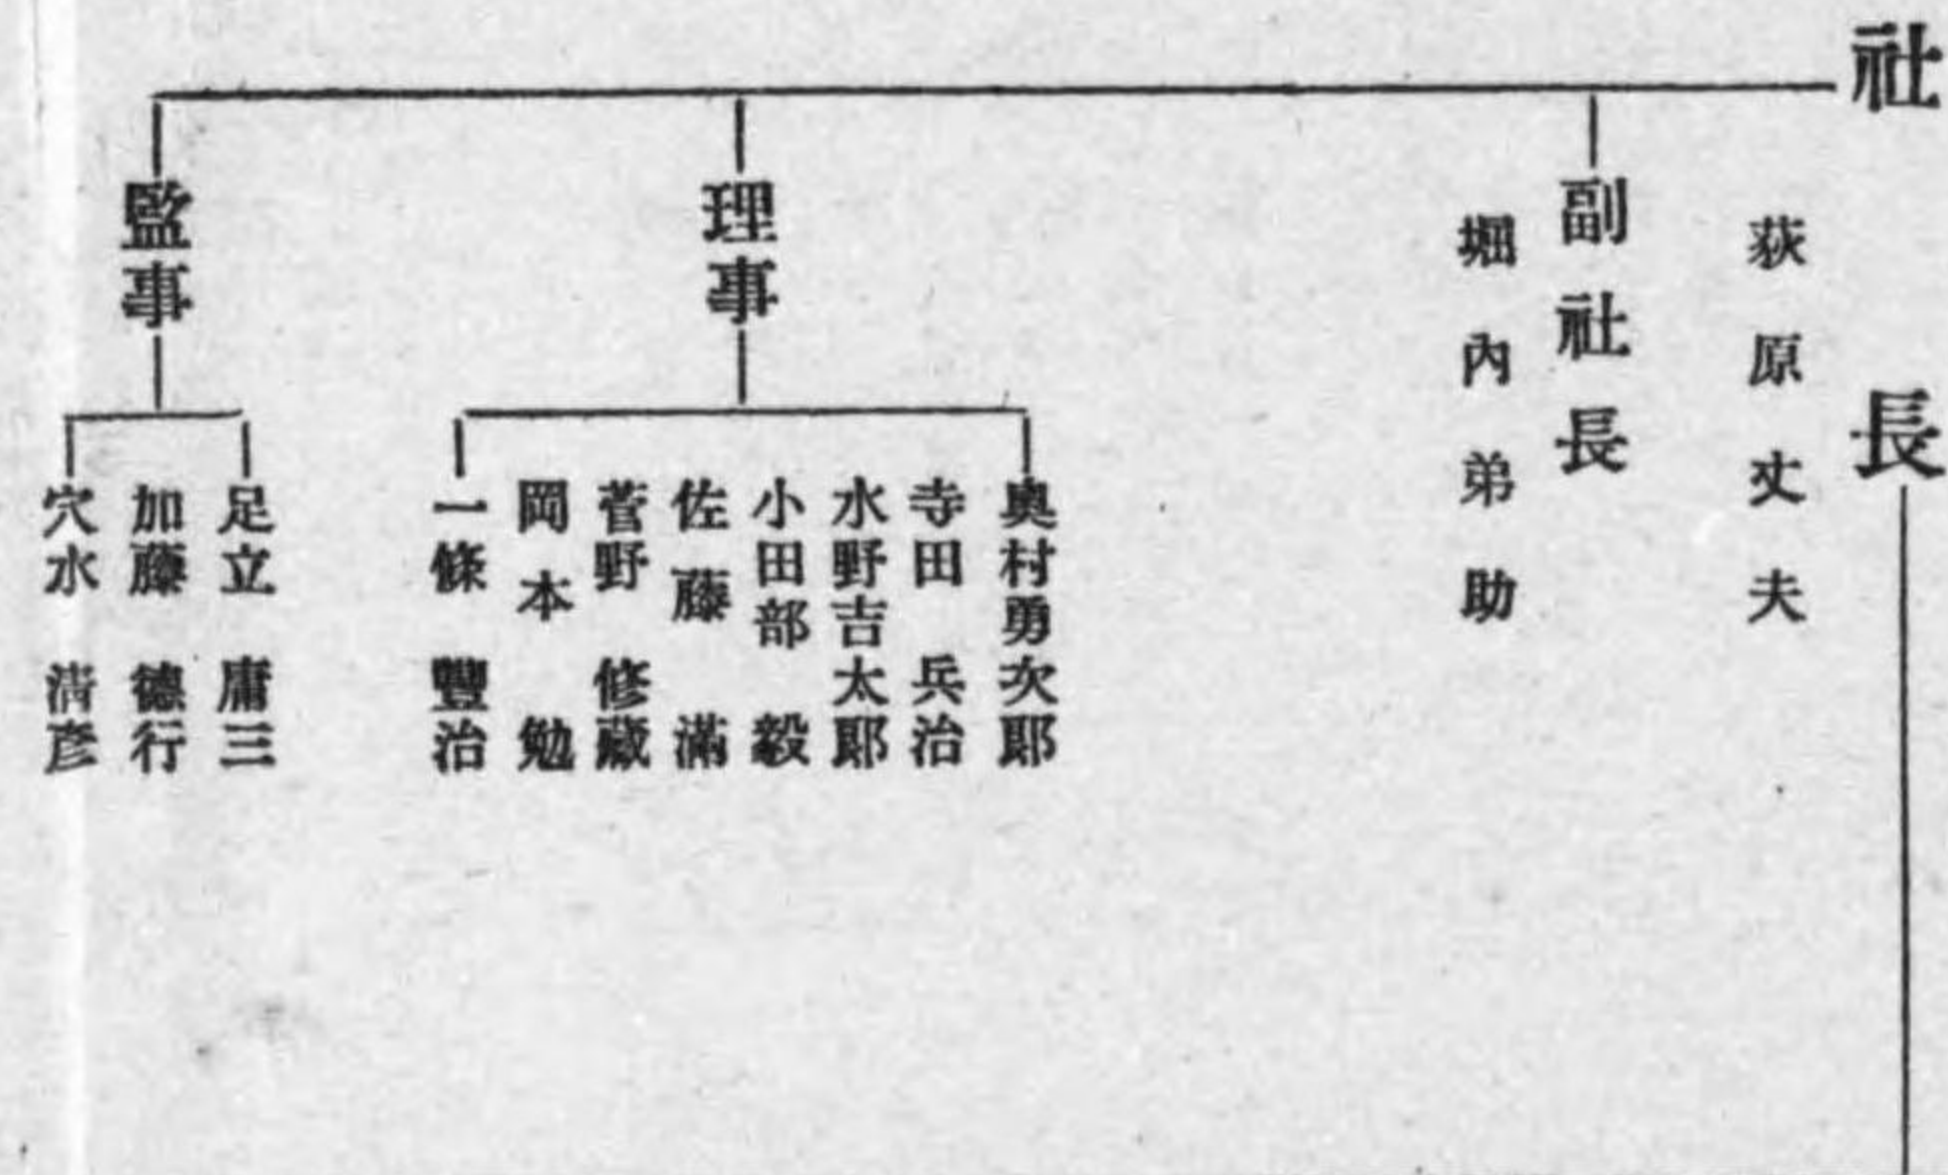 社長
荻原丈夫
副社長
堀內弟助
理事
奥村勇次郎
寺田兵治
水野吉太郎
小田部毅
佐藤滿
菅野修藏
岡本勉
一條豐治
監事
足立庸三
加藤德行
穴水淸彦